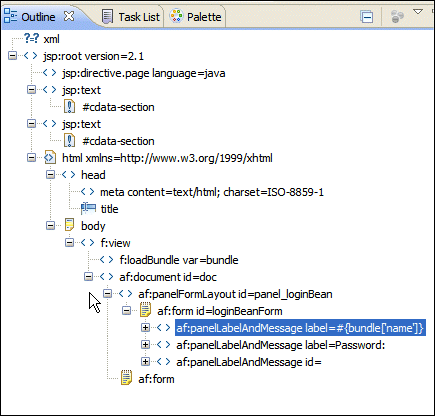 Outline Task List Palette
?=? xml
jsp:root version=2.1
jsp:directive.page language=java
jsp:text
#cdata-section
jsp:text
#cdata-section
html xmlns=http://www.w3.org/1999/xhtml
head
meta content=text/html; charset=ISO-8859-1
title
body
f:view
f:loadBundle var=bundle
af:document id=doc
af:panelFormLayout id=panel_loginBean
af:form id=loginBeanForm
af:panelLabelAndMessage label=#{bundle['name']}
af:panelLabelAndMessage label=Password:
af:panelLabelAndMessage id=
af:form